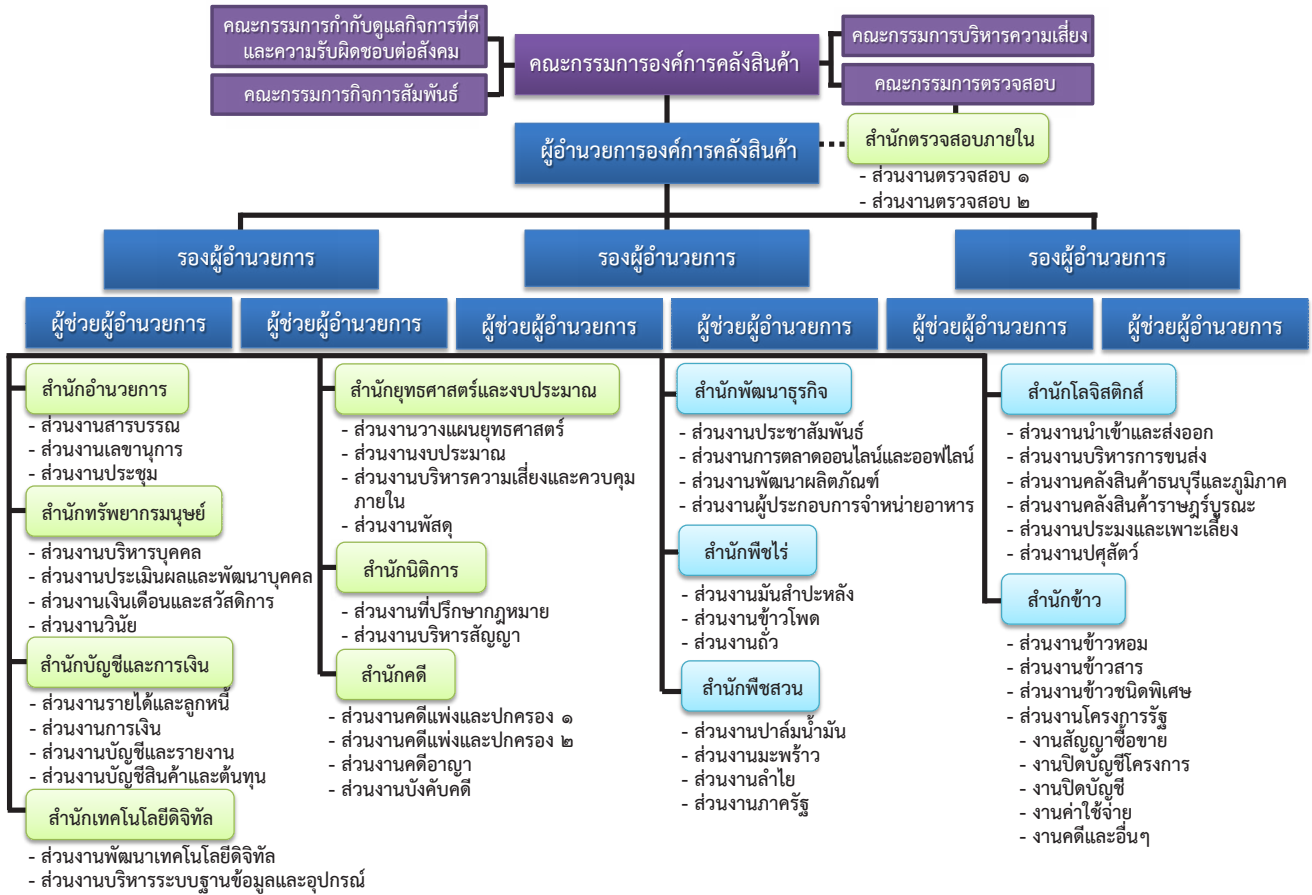 คณะกรรมการกำกับดูแลกิจการที่ดี
และความรับผิดชอบต่อสังคม
คณะกรรมการกิจการสัมพันธ์
คณะกรรมการองค์การคลังสินค้า
คณะกรรมการบริหารความเสี่ยง
คณะกรรมการตรวจสอบ
ผู้อำนวยการองค์การคลังสินค้า
สำนักตรวจสอบภายใน
- ส่วนงานตรวจสอบ ๑
- ส่วนงานตรวจสอบ ๒
รองผู้อำนวยการ
รองผู้อำนวยการ
รองผู้อำนวยการ
ผู้ช่วยผู้อำนวยการ
ผู้ช่วยผู้อำนวยการ
ผู้ช่วยผู้อำนวยการ
ผู้ช่วยผู้อำนวยการ
ผู้ช่วยผู้อำนวยการ
ผู้ช่วยผู้อำนวยการ
สำนักอำนวยการ
- ส่วนงานสารบรรณ
- ส่วนงานเลขานุการ
- ส่วนงานประชุม
สำนักทรัพยากรมนุษย์
- ส่วนงานบริหารบุคคล
- ส่วนงานประเมินผลและพัฒนาบุคคล
- ส่วนงานเงินเดือนและสวัสดิการ
- ส่วนงานวินัย
สำนักบัญชีและการเงิน
- ส่วนงานรายได้และลูกหนี้
- ส่วนงานการเงิน
- ส่วนงานบัญชีและรายงาน
- ส่วนงานบัญชีสินค้าและต้นทุน
สำนักเทคโนโลยีดิจิทัล
- ส่วนงานพัฒนาเทคโนโลยีดิจิทัล
- ส่วนงานบริหารระบบฐานข้อมูลและอุปกรณ์
สำนักยุทธศาสตร์และงบประมาณ
- ส่วนงานวางแผนยุทธศาสตร์
- ส่วนงานงบประมาณ
- ส่วนงานบริหารความเสี่ยงและควบคุม
ภายใน
- ส่วนงานพัสดุ
สำนักนิติการ
- ส่วนงานที่ปรึกษากฎหมาย
- ส่วนงานบริหารสัญญา
สำนักคดี
- ส่วนงานคดีแพ่งและปกครอง ๑
- ส่วนงานคดีแพ่งและปกครอง ๒
- ส่วนงานคดีอาญา
- ส่วนงานบังคับคดี
สำนักพัฒนาธุรกิจ
- ส่วนงานประชาสัมพันธ์
- ส่วนงานการตลาดออนไลน์และออฟไลน์
- ส่วนงานพัฒนาผลิตภัณฑ์
- ส่วนงานผู้ประกอบการจำหน่ายอาหาร
สำนักพืชไร่
- ส่วนงานมันสำปะหลัง
- ส่วนงานข้าวโพด
- ส่วนงานถั่ว
สำนักพืชสวน
- ส่วนงานปาล์มน้ำมัน
- ส่วนงานมะพร้าว
- ส่วนงานลำไย
- ส่วนงานภาครัฐ
สำนักโลจิสติกส์
- ส่วนงานนำเข้าและส่งออก
- ส่วนงานบริหารการขนส่ง
- ส่วนงานคลังสินค้าธนบุรีและภูมิภาค
- ส่วนงานคลังสินค้าราษฎร์บูรณะ
- ส่วนงานประมงและเพาะเลี้ยง
- ส่วนงานปศุสัตว์
สำนักข้าว
- ส่วนงานข้าวหอม
- ส่วนงานข้าวสาร
- ส่วนงานข้าวชนิดพิเศษ
- ส่วนงานโครงการรัฐ
- งานสัญญาซื้อขาย
- งานปิดบัญชีโครงการ
- งานปิดบัญชี
- งานค่าใช้จ่าย
- งานคดีและอื่นๆ